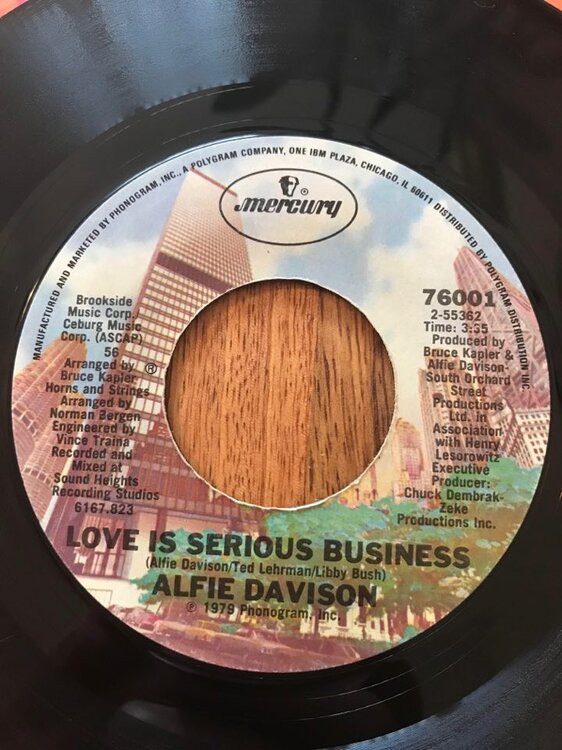 MANUFACTURED AND MARKETED BY PHONOGRAM, INC., A POLYGRAM COMPANY, ONE IBM PLAZA, CHICAGO, IL 60611 DISTRIBUTED BY POLYGRAM DISTRIBUTION INC.
®
mercury
Brookside
Music Corp./
Ceburg Music
Corp. (ASCAP)
56
Arranged by
Bruce Kapler
Horns and Strings
Arranged by
Norman Bergen
Engineered by
Vince Traina
Recorded and
Mixed at
Sound Heights
Recording Studios
6167.823
®
76001
2-55362
Time: 3:35
Produced by
Bruce Kapler &
Alfie Davison-
South Orchard
Street
Productions
Ltd. in
Association
with Henry
Lesorowitz
Executive
Producer:
Chuck Dembrak-
Zeke
Productions Inc.
LOVE IS SERIOUS BUSINESS
(Alfie Davison/Ted Lehrman/Libby Bush)
ALFIE DAVISON
℗ 1979 Phonogram, Inc.